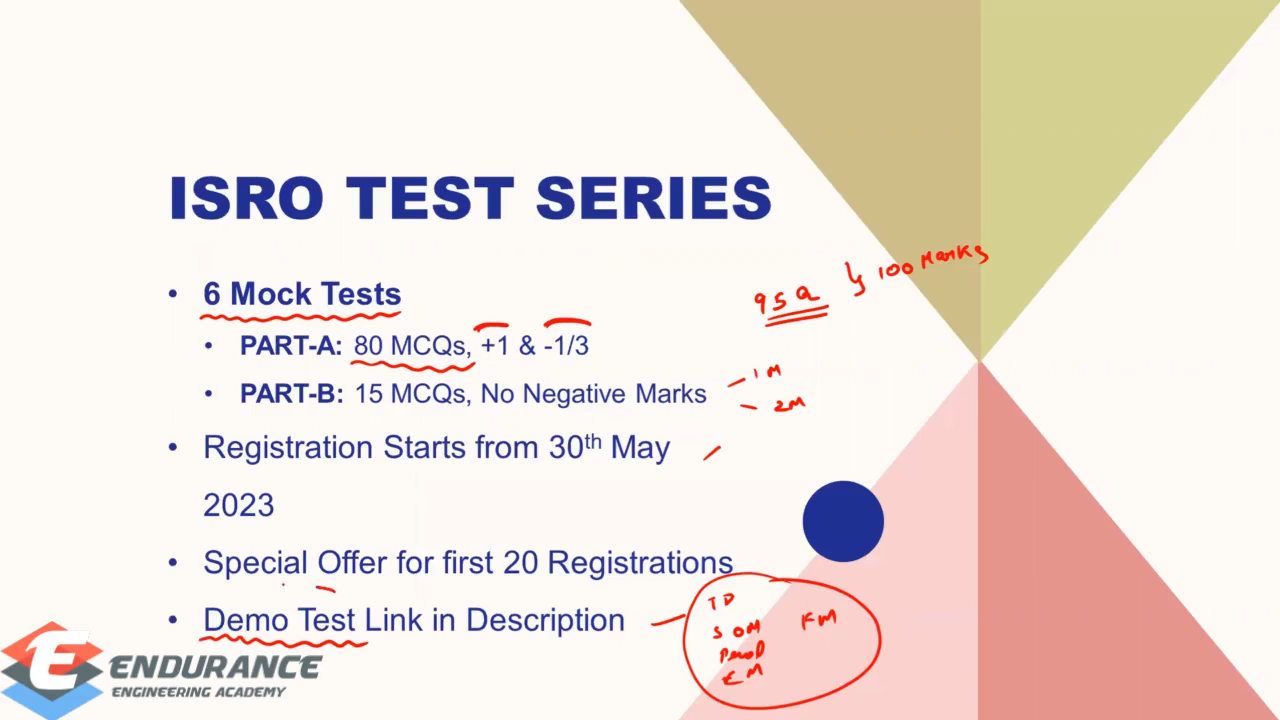 ISRO TEST SERIES
• 6 Mock Tests
95Q
100 Marks
• PART-A: 80 MCQs, +1 & -1/3
• PART-B: 15 MCQs, No Negative Marks
1M
2M
• Registration Starts from 30th May
2023
• Special Offer for first 20 Registrations
• Demo Test Link in Description
TD
SOM
FM
EM
E
ENDURANCE
ENGINEERING ACADEMY